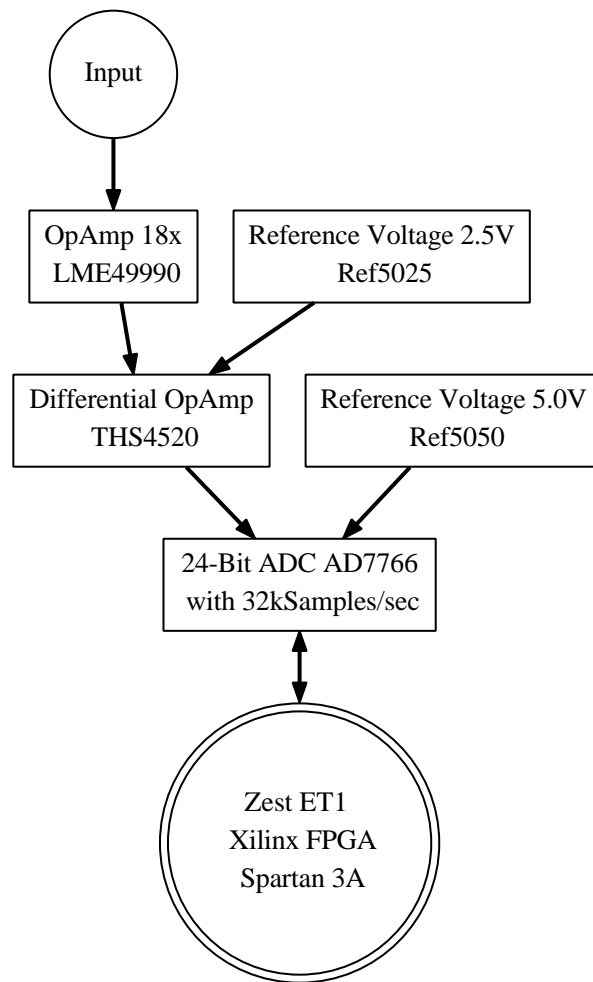 Input
OpAmp 18x
LME49990
Reference Voltage 2.5V
Ref5025
Differential OpAmp
THS4520
Reference Voltage 5.0V
Ref5050
24-Bit ADC AD7766
with 32kSamples/sec
Zest ET1
Xilinx FPGA
Spartan 3A